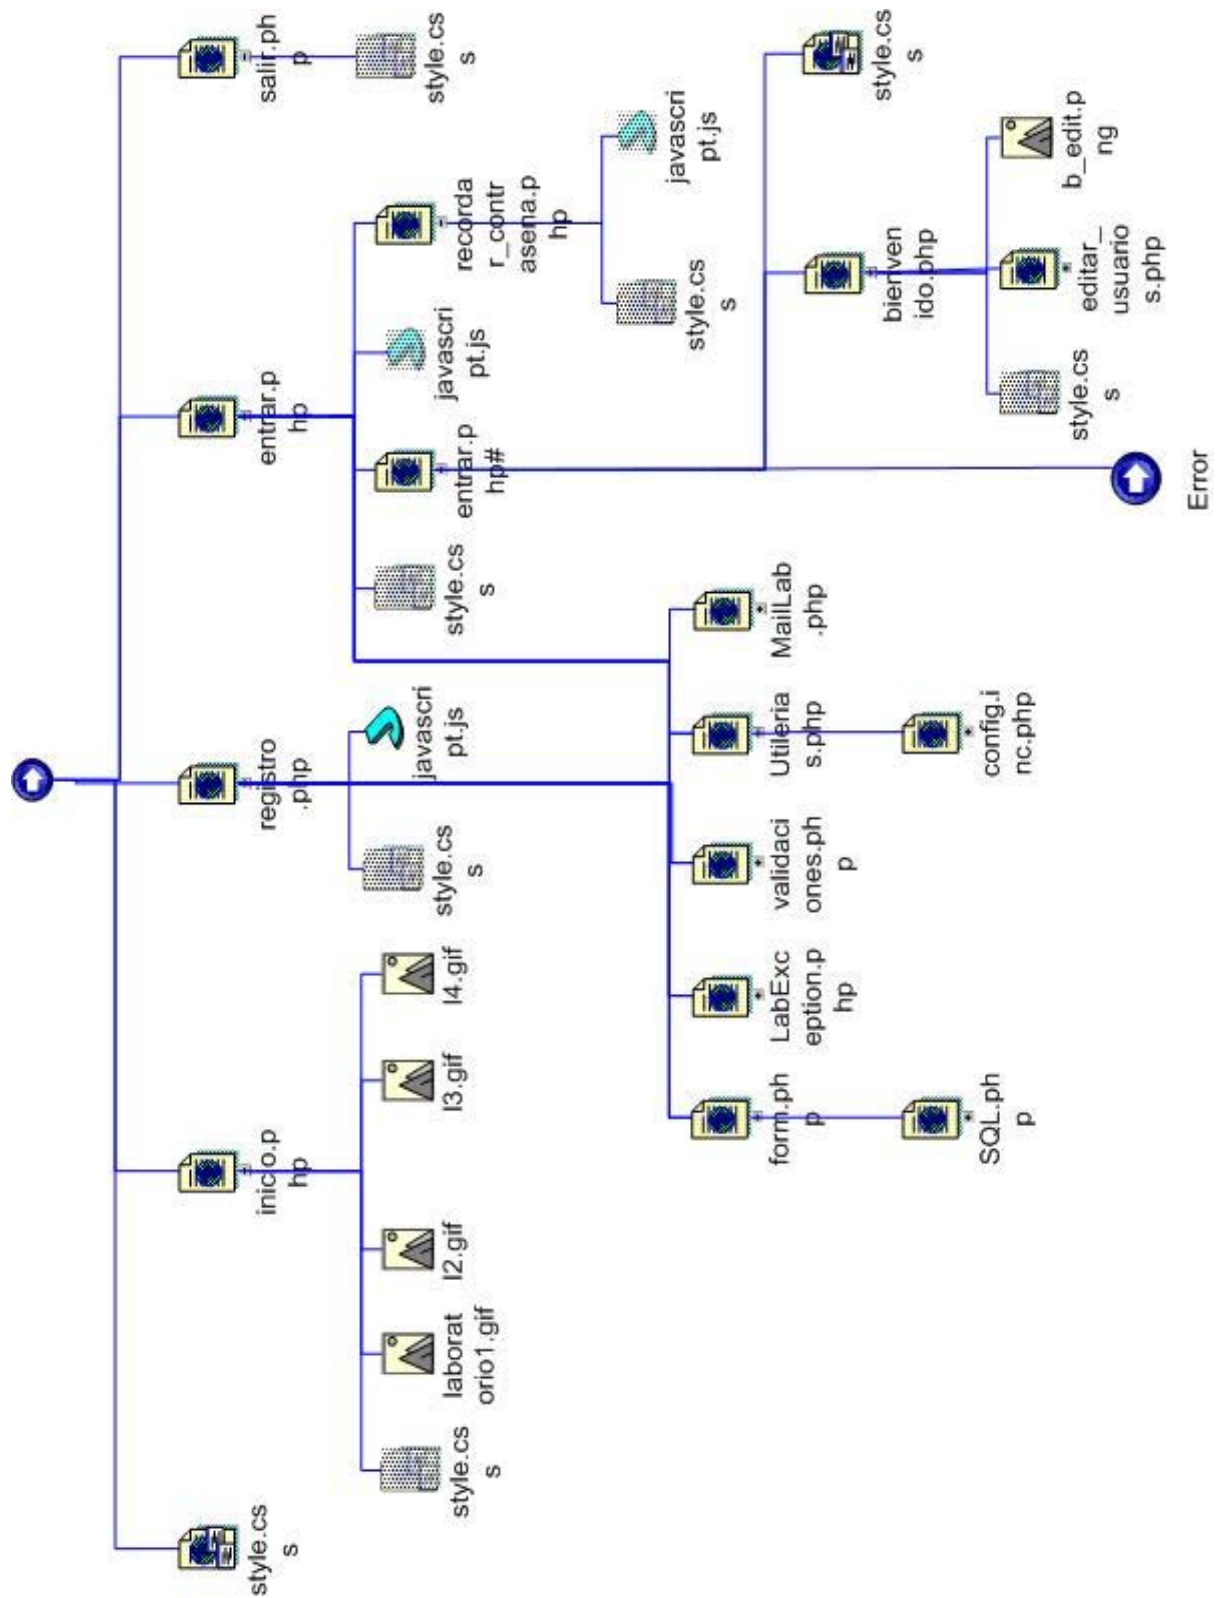 style.cs
s
inicio.p
hp
registro
.php
entrar.p
hp
salir.ph
p
style.cs
s
laborat
orio1.gif
l2.gif
l3.gif
l4.gif
style.cs
s
javascri
pt.js
style.cs
s
entrar.p
hp#
javascri
pt.js
recorda
r_contr
asena.p
hp
style.cs
s
style.cs
s
javascri
pt.js
form.ph
p
LabExc
eption.p
hp
validaci
ones.ph
p
Utileria
s.php
MailLab
.php
bienven
ido.php
style.cs
s
SQL.ph
p
config.i
nc.php
style.cs
s
editar_
usuario
s.php
b_edit.p
ng
Error